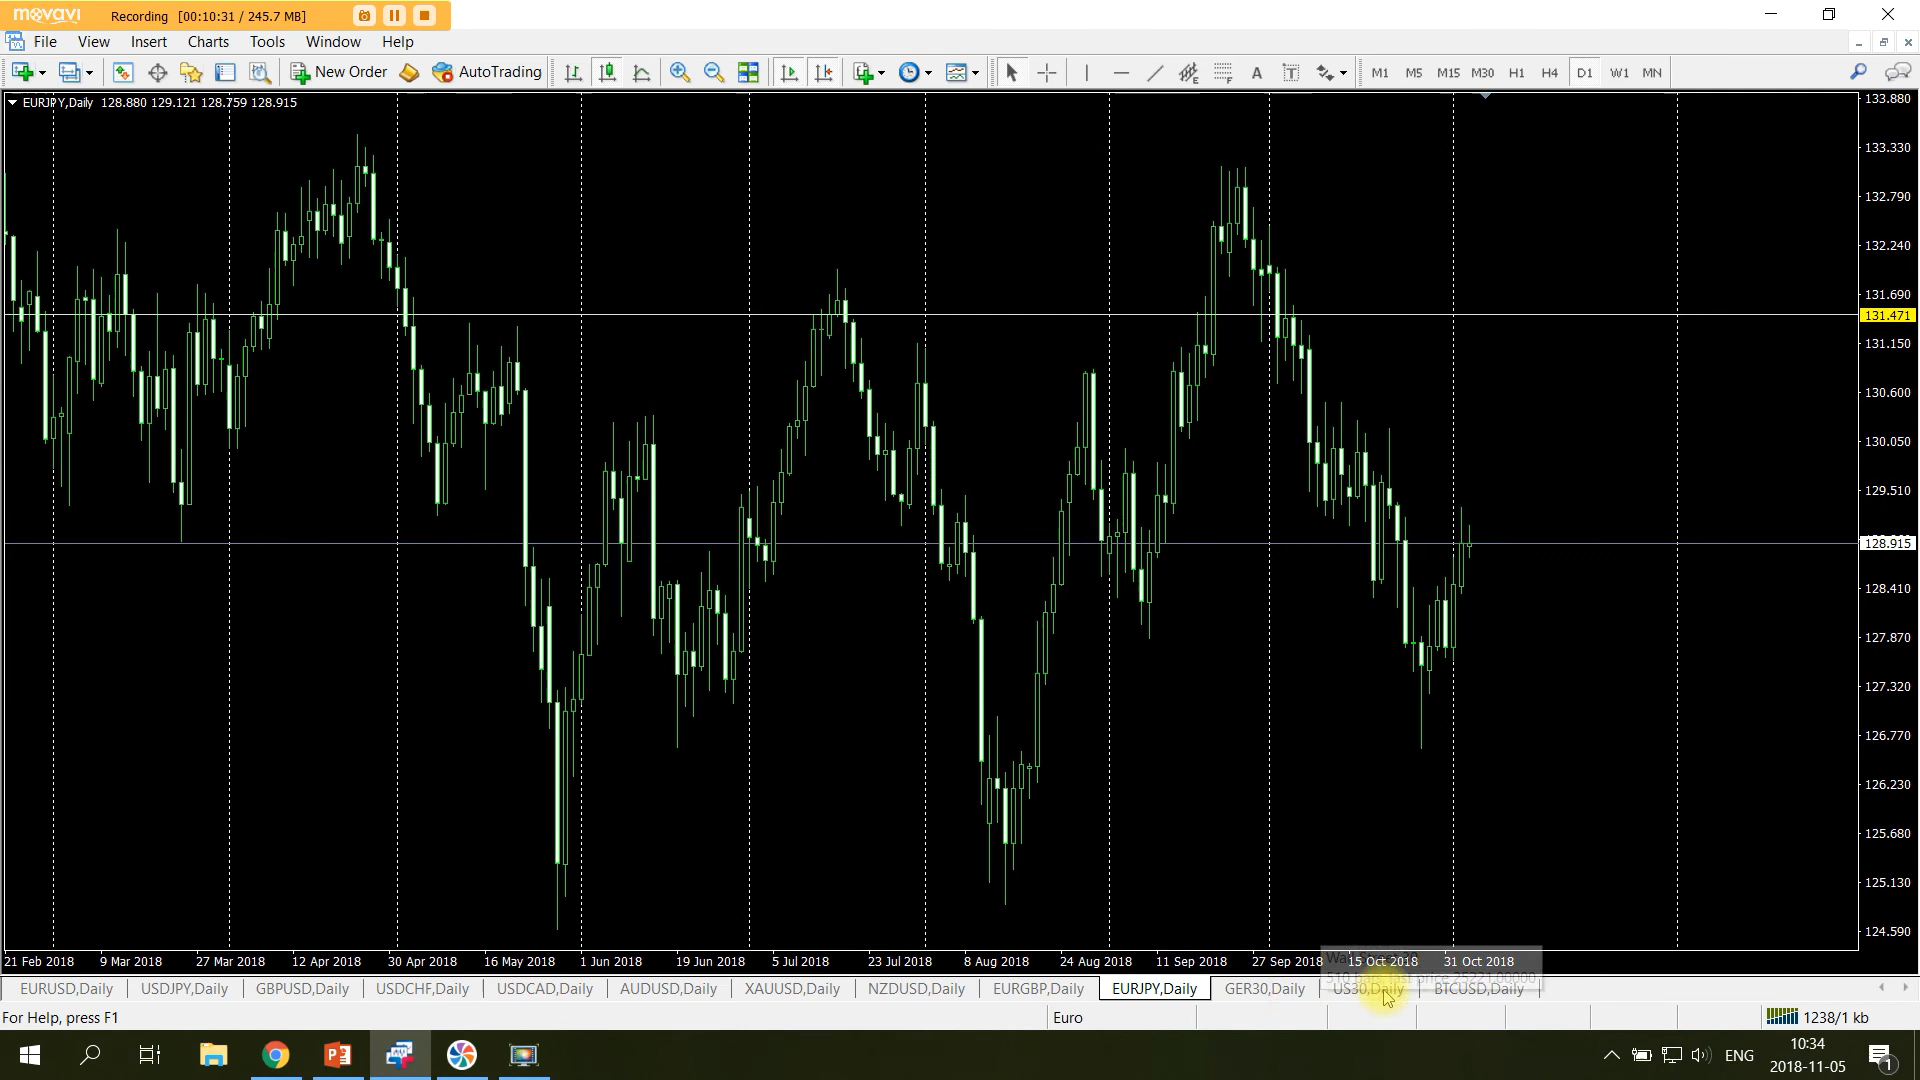 movavi Recording [00:10:31 / 245.7 MB]
File View Insert Charts Tools Window Help
New Order AutoTrading A T M1 M5 M15 M30 H1 H4 D1 W1 MN
EURJPY,Daily 128.880 129.121 128.759 128.915
133.880
133.330
132.790
132.240
131.690
131.471
131.150
130.600
130.050
129.510
128.915
128.410
127.870
127.320
126.770
126.230
125.680
125.130
124.590
21 Feb 2018 9 Mar 2018 27 Mar 2018 12 Apr 2018 30 Apr 2018 16 May 2018 1 Jun 2018 19 Jun 2018 5 Jul 2018 23 Jul 2018 8 Aug 2018 24 Aug 2018 11 Sep 2018 27 Sep 2018 15 Oct 2018 31 Oct 2018
510 bars, last price 25221.00000
EURUSD,Daily USDJPY,Daily GBPUSD,Daily USDCHF,Daily USDCAD,Daily AUDUSD,Daily XAUUSD,Daily NZDUSD,Daily EURGBP,Daily EURJPY,Daily GER30,Daily US30,Daily BTCUSD,Daily
For Help, press F1 Euro 1238/1 kb
ENG 10:34
2018-11-05 1